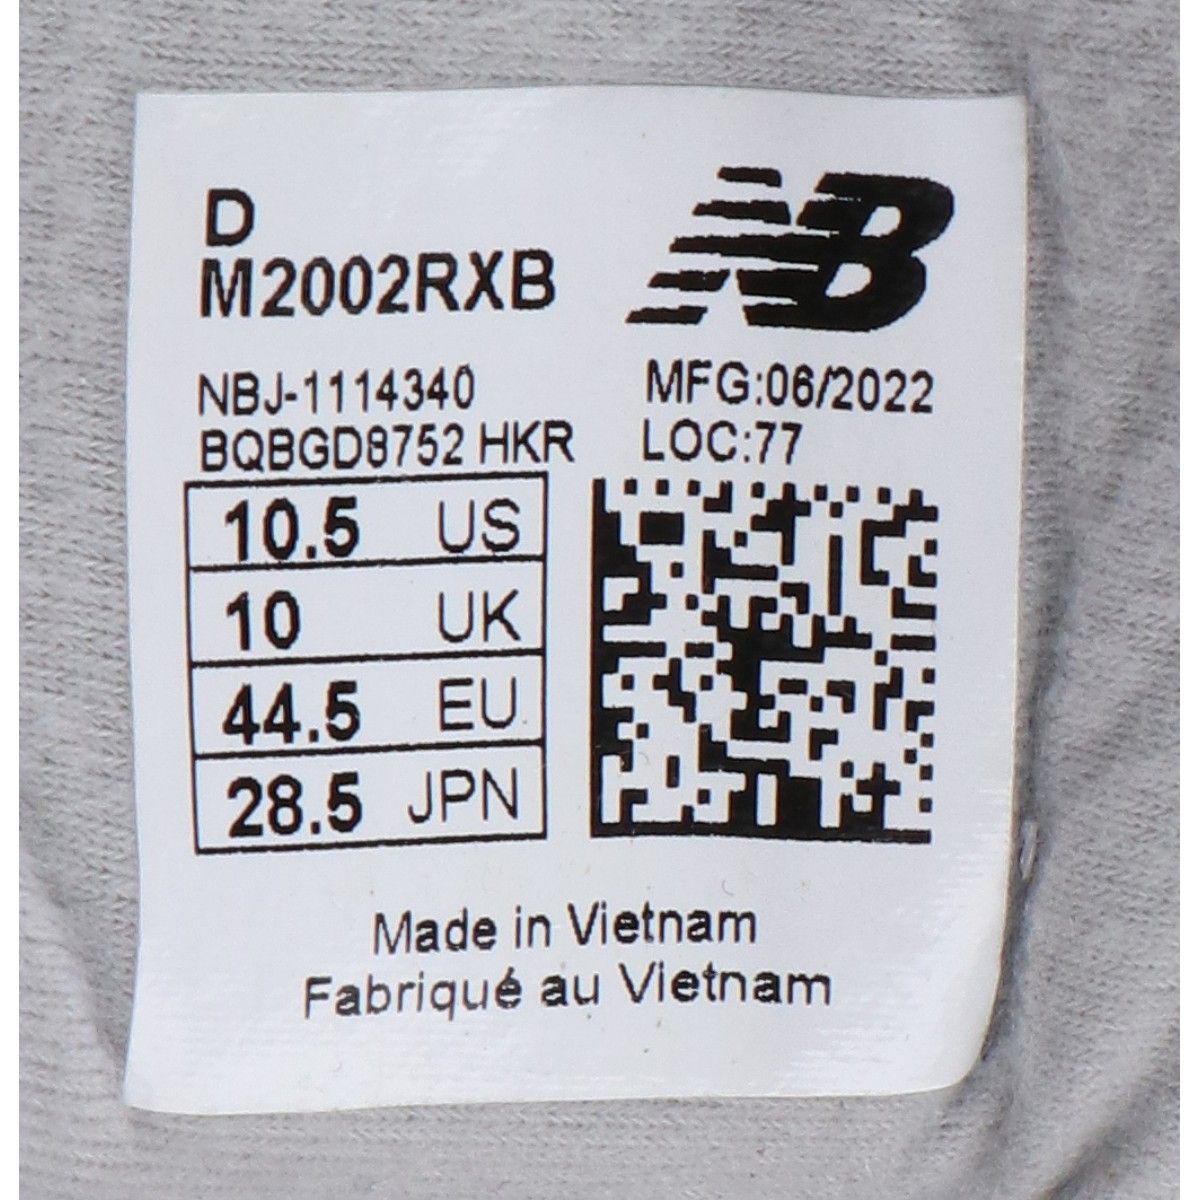 D
M2002RXB
NB
NBJ-1114340
BQBGD8752 HKR
MFG:06/2022
LOC:77
10.5 US
10 UK
44.5 EU
28.5 JPN
Made in Vietnam
Fabriqué au Vietnam